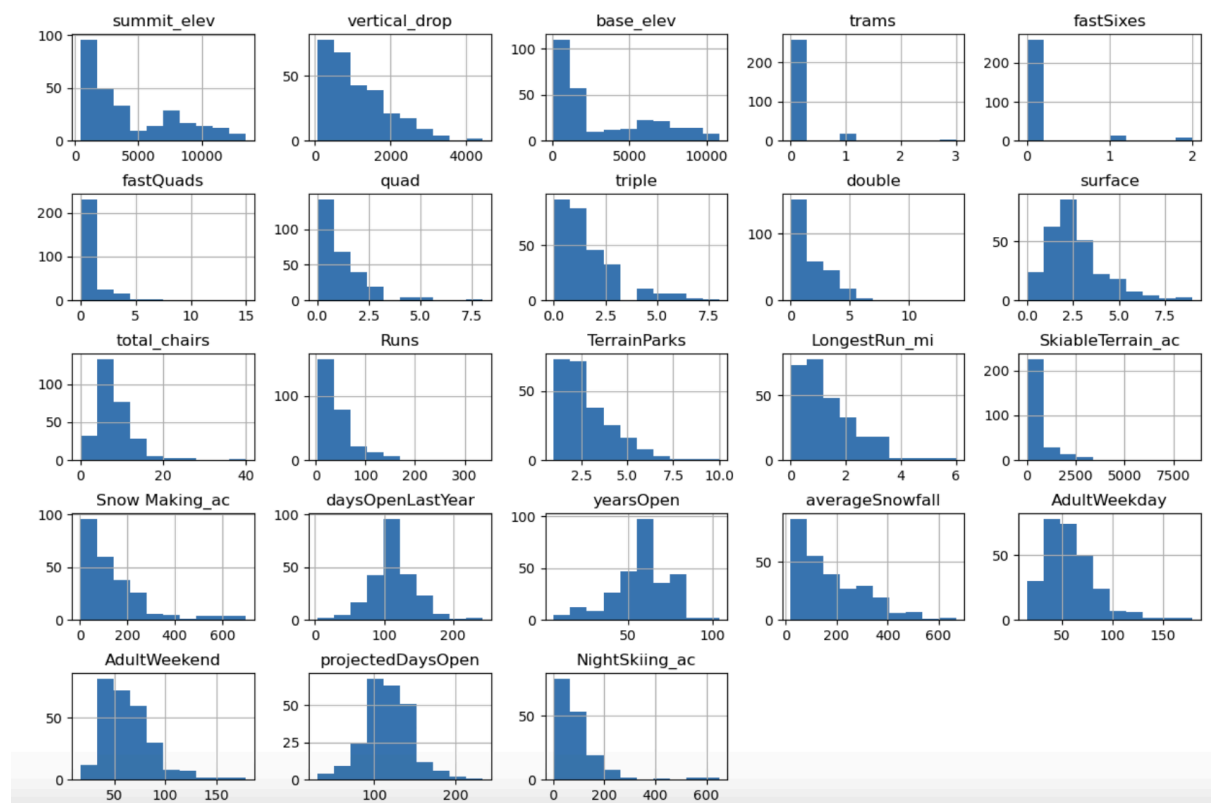 summit_elev vertical_drop base_elev trams fastSixes
100 50 0 0 5000 10000
50 0 0 2000 4000
100 50 0 0 5000 10000
200 100 0 0 1 2 3
200 100 0 0 1 2
fastQuads quad triple double surface
200 100 0 0 5 10 15
100 50 0 0.0 2.5 5.0 7.5
50 0 0.0 2.5 5.0 7.5
100 0 0 5 10
50 0 0.0 2.5 5.0 7.5
total_chairs Runs TerrainParks LongestRun_mi SkiableTerrain_ac
100 50 0 0 20 40
100 0 0 100 200 300
50 0 2.5 5.0 7.5 10.0
50 0 0 2 4 6
200 100 0 0 2500 5000 7500
Snow Making_ac daysOpenLastYear yearsOpen averageSnowfall AdultWeekday
100 50 0 0 200 400 600
100 50 0 0 100 200
100 50 0 50 100
50 0 0 200 400 600
50 0 50 100 150
AdultWeekend projectedDaysOpen NightSkiing_ac
50 0 50 100 150
50 25 0 100 200
50 0 0 200 400 600